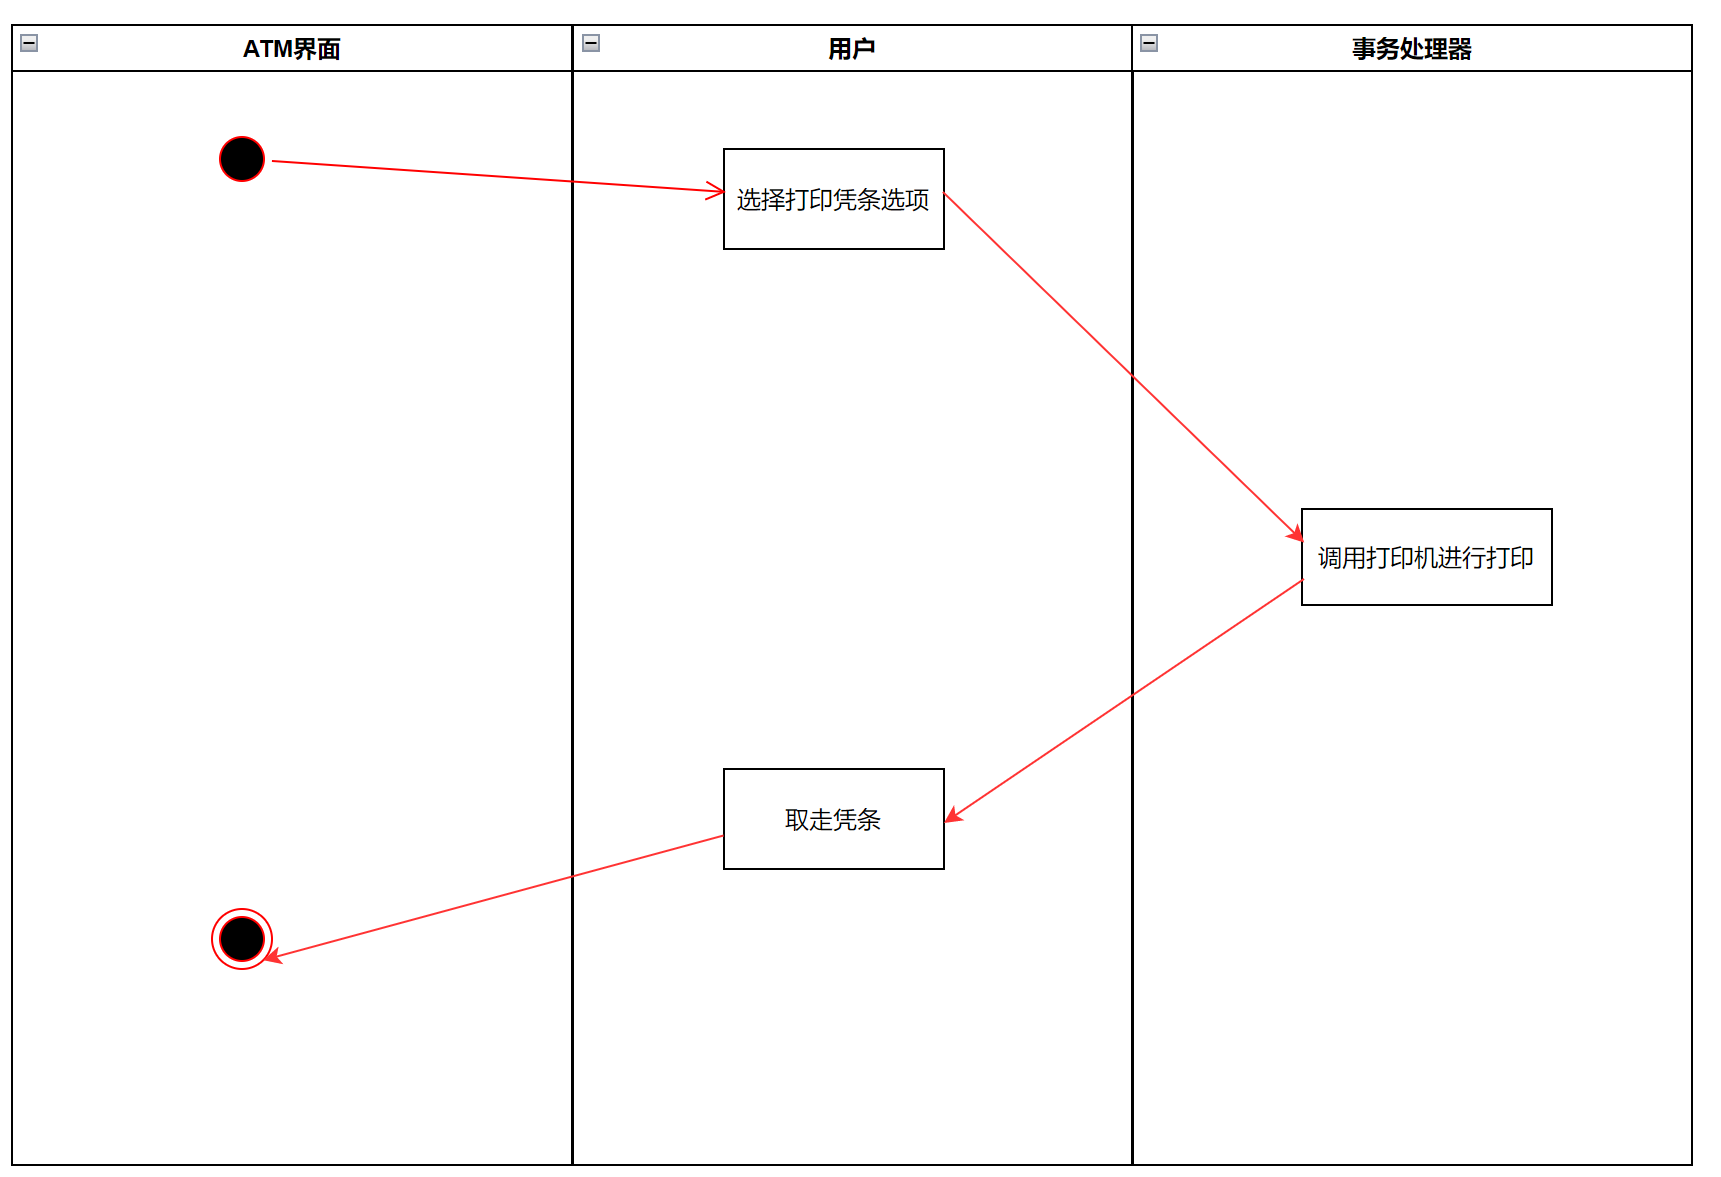 ATM界面
用户
事务处理器
选择打印凭条选项
调用打印机进行打印
取走凭条